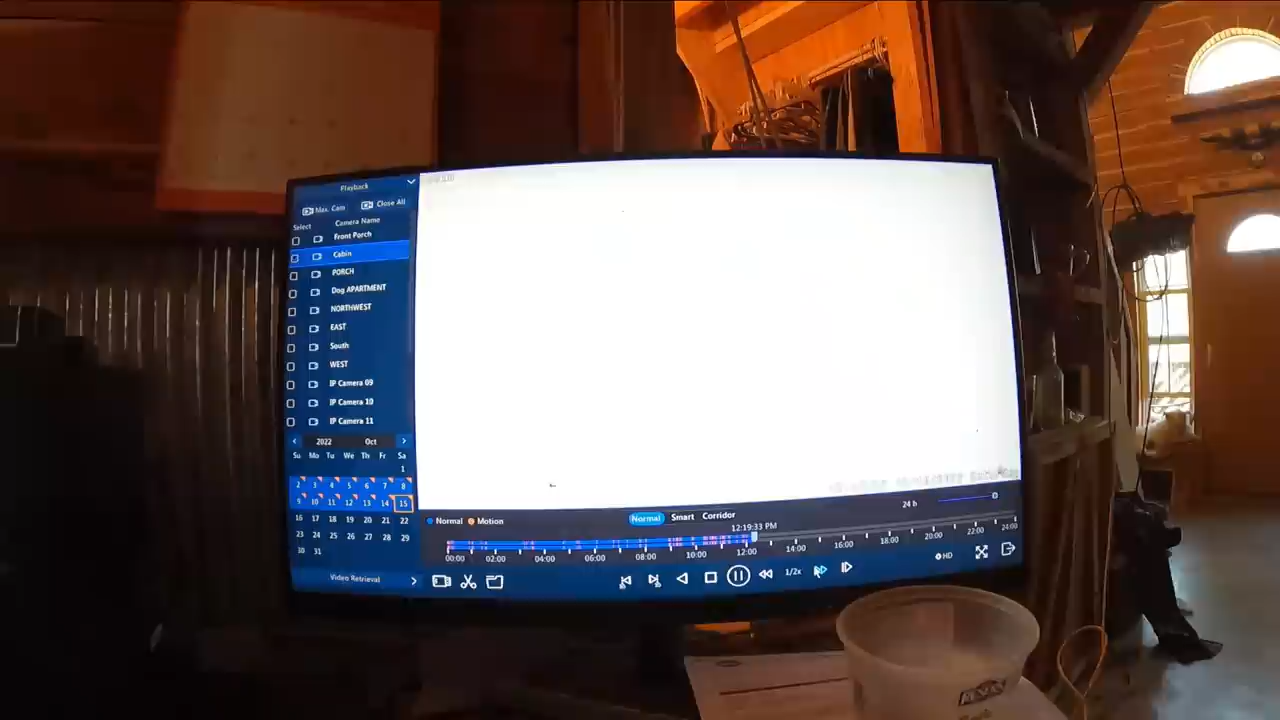 Playback
Max. Cam
Close All
Select
Camera Name
Front Porch
Cabin
PORCH
Dog APARTMENT
NORTHWEST
EAST
South
WEST
IP Camera 09
IP Camera 10
IP Camera 11
2022 Oct
Su Mo Tu We Th Fr Sa
1
2 3 4 5 6 7 8
9 10 11 12 13 14 15
16 17 18 19 20 21 22
23 24 25 26 27 28 29
30 31
Video Retrieval
24 h
Normal Motion
Normal Smart Corridor
12:19:33 PM
00:00 02:00 04:00 06:00 08:00 10:00 12:00 14:00 16:00 18:00 20:00 22:00 24:00
HD
1/2x